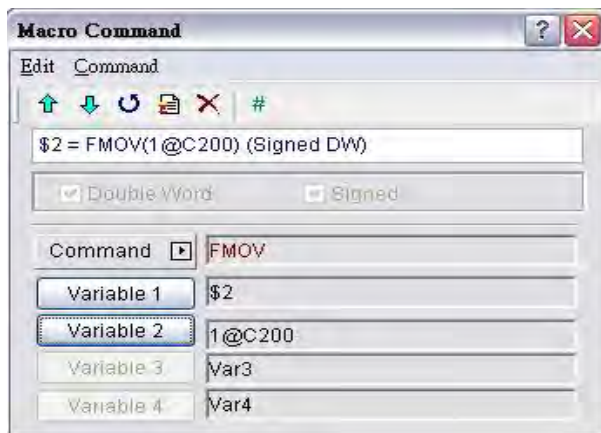 Macro Command
Edit Command
#
$2 = FMOV(1@C200) (Signed DW)
Double Word Signed
Command FMOV
Variable 1 $2
Variable 2 1@C200
Variable 3 Var3
Variable 4 Var4